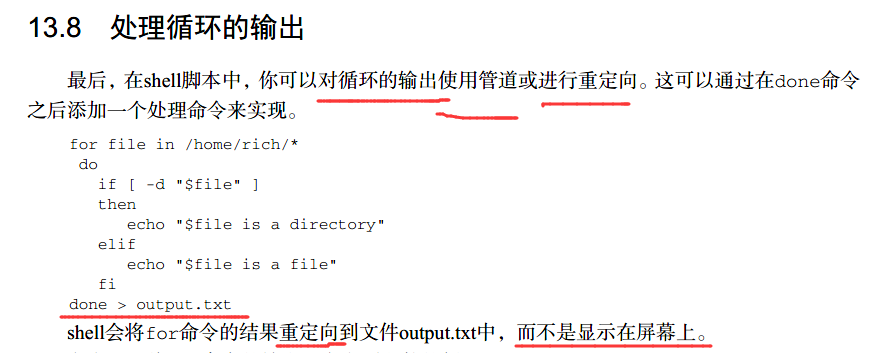 13.8 处理循环的输出
最后，在shell脚本中，你可以对循环的输出使用管道或进行重定向。这可以通过在done命令
之后添加一个处理命令来实现。
for file in /home/rich/*
do
if [ -d "$file" ]
then
echo "$file is a directory"
elif
echo "$file is a file"
fi
done > output.txt
shell会将for命令的结果重定向到文件output.txt中，而不是显示在屏幕上。